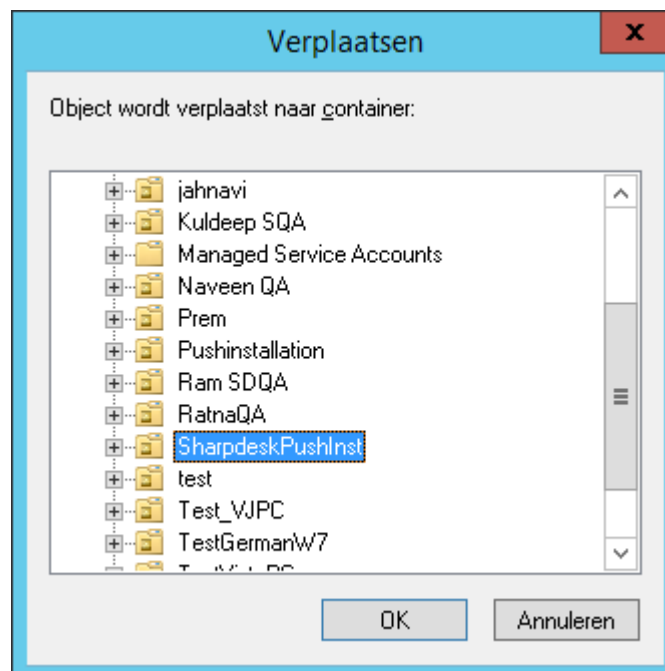 Verplaatsen
Object wordt verplaatst naar container:
jahnavi
Kuldeep SQA
Managed Service Accounts
Naveen QA
Prem
Pushinstallation
Ram SDQA
RatnaQA
SharpdeskPushInst
test
Test_VJPC
TestGermanW7
OK
Annuleren